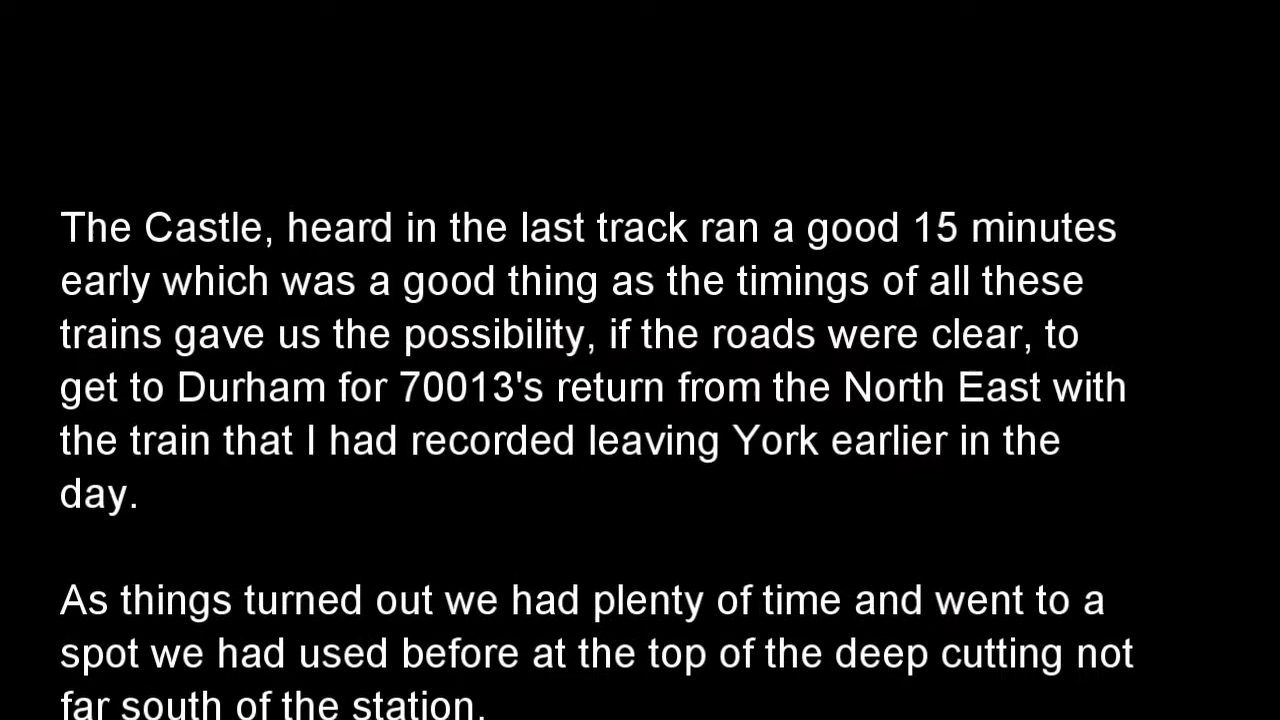 The Castle, heard in the last track ran a good 15 minutes
early which was a good thing as the timings of all these
trains gave us the possibility, if the roads were clear, to
get to Durham for 70013's return from the North East with
the train that I had recorded leaving York earlier in the
day.
As things turned out we had plenty of time and went to a
spot we had used before at the top of the deep cutting not
far south of the station.